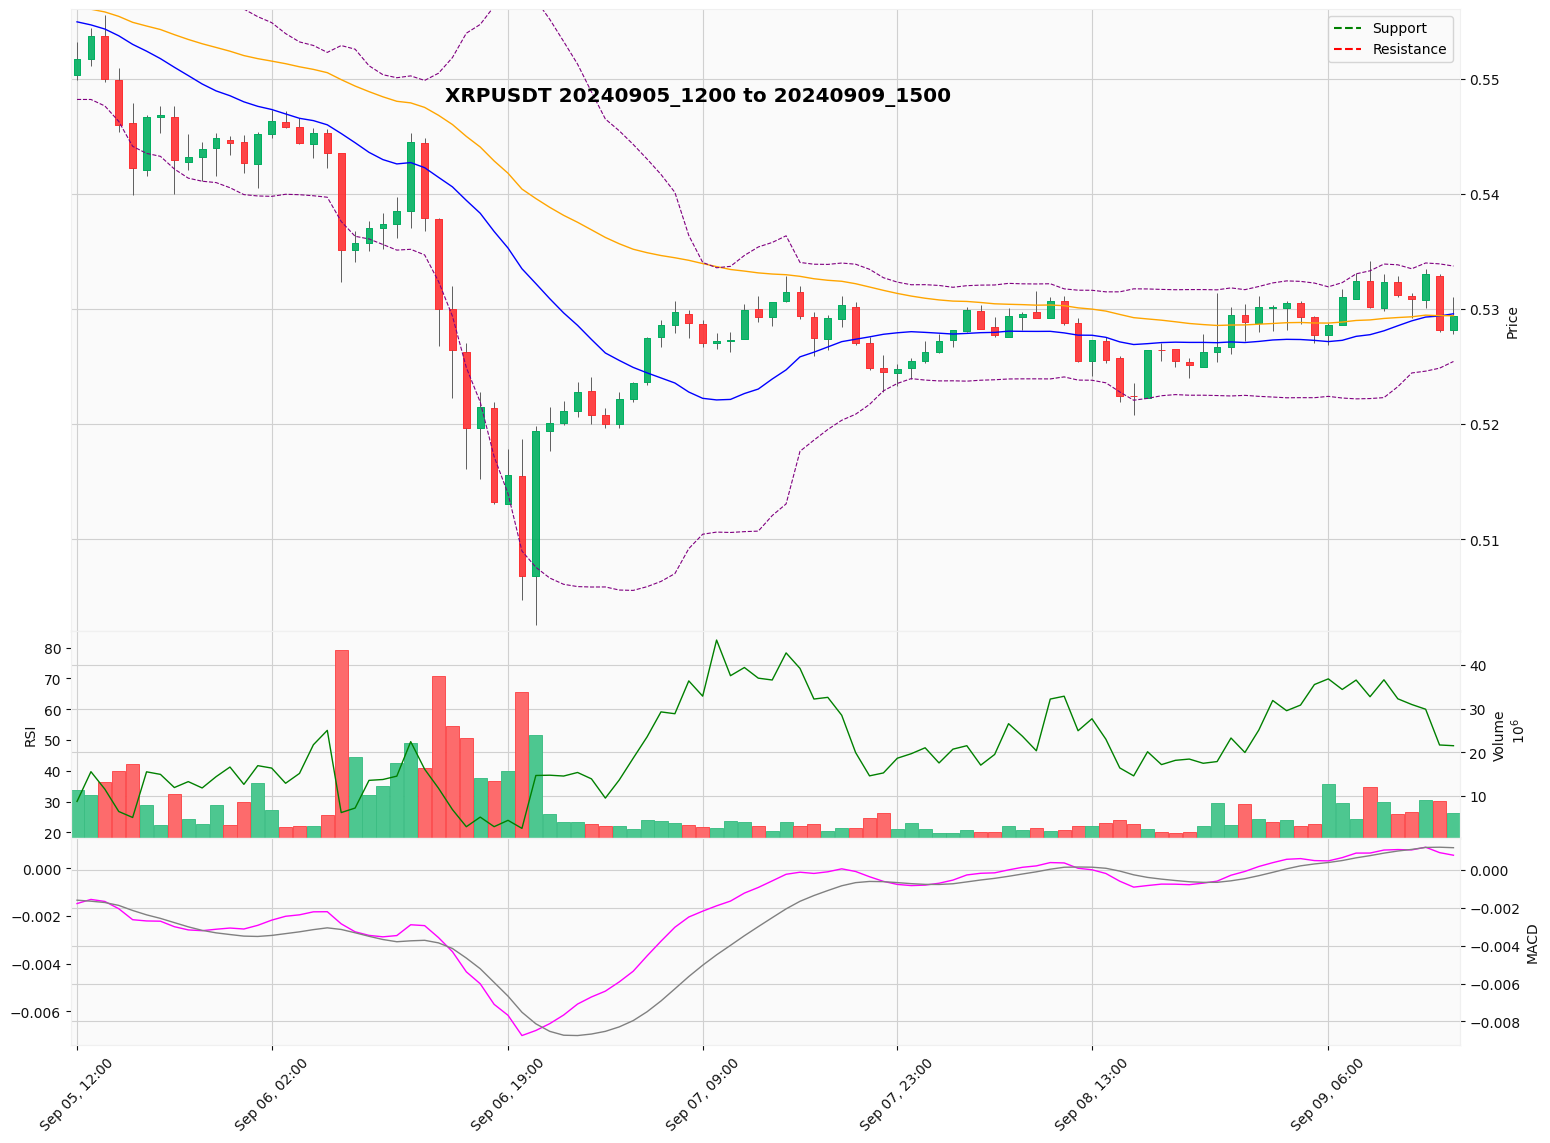 XRPUSDT 20240905_1200 to 20240909_1500
Support
Resistance
0.55
0.54
0.53
0.52
0.51
Price
80
70
60
50
40
30
20
RSI
40
30
20
10
Volume
10^6
0.000
−0.002
−0.004
−0.006
0.000
−0.002
−0.004
−0.006
−0.008
MACD
Sep 05, 12:00
Sep 06, 02:00
Sep 06, 19:00
Sep 07, 09:00
Sep 07, 23:00
Sep 08, 13:00
Sep 09, 06:00